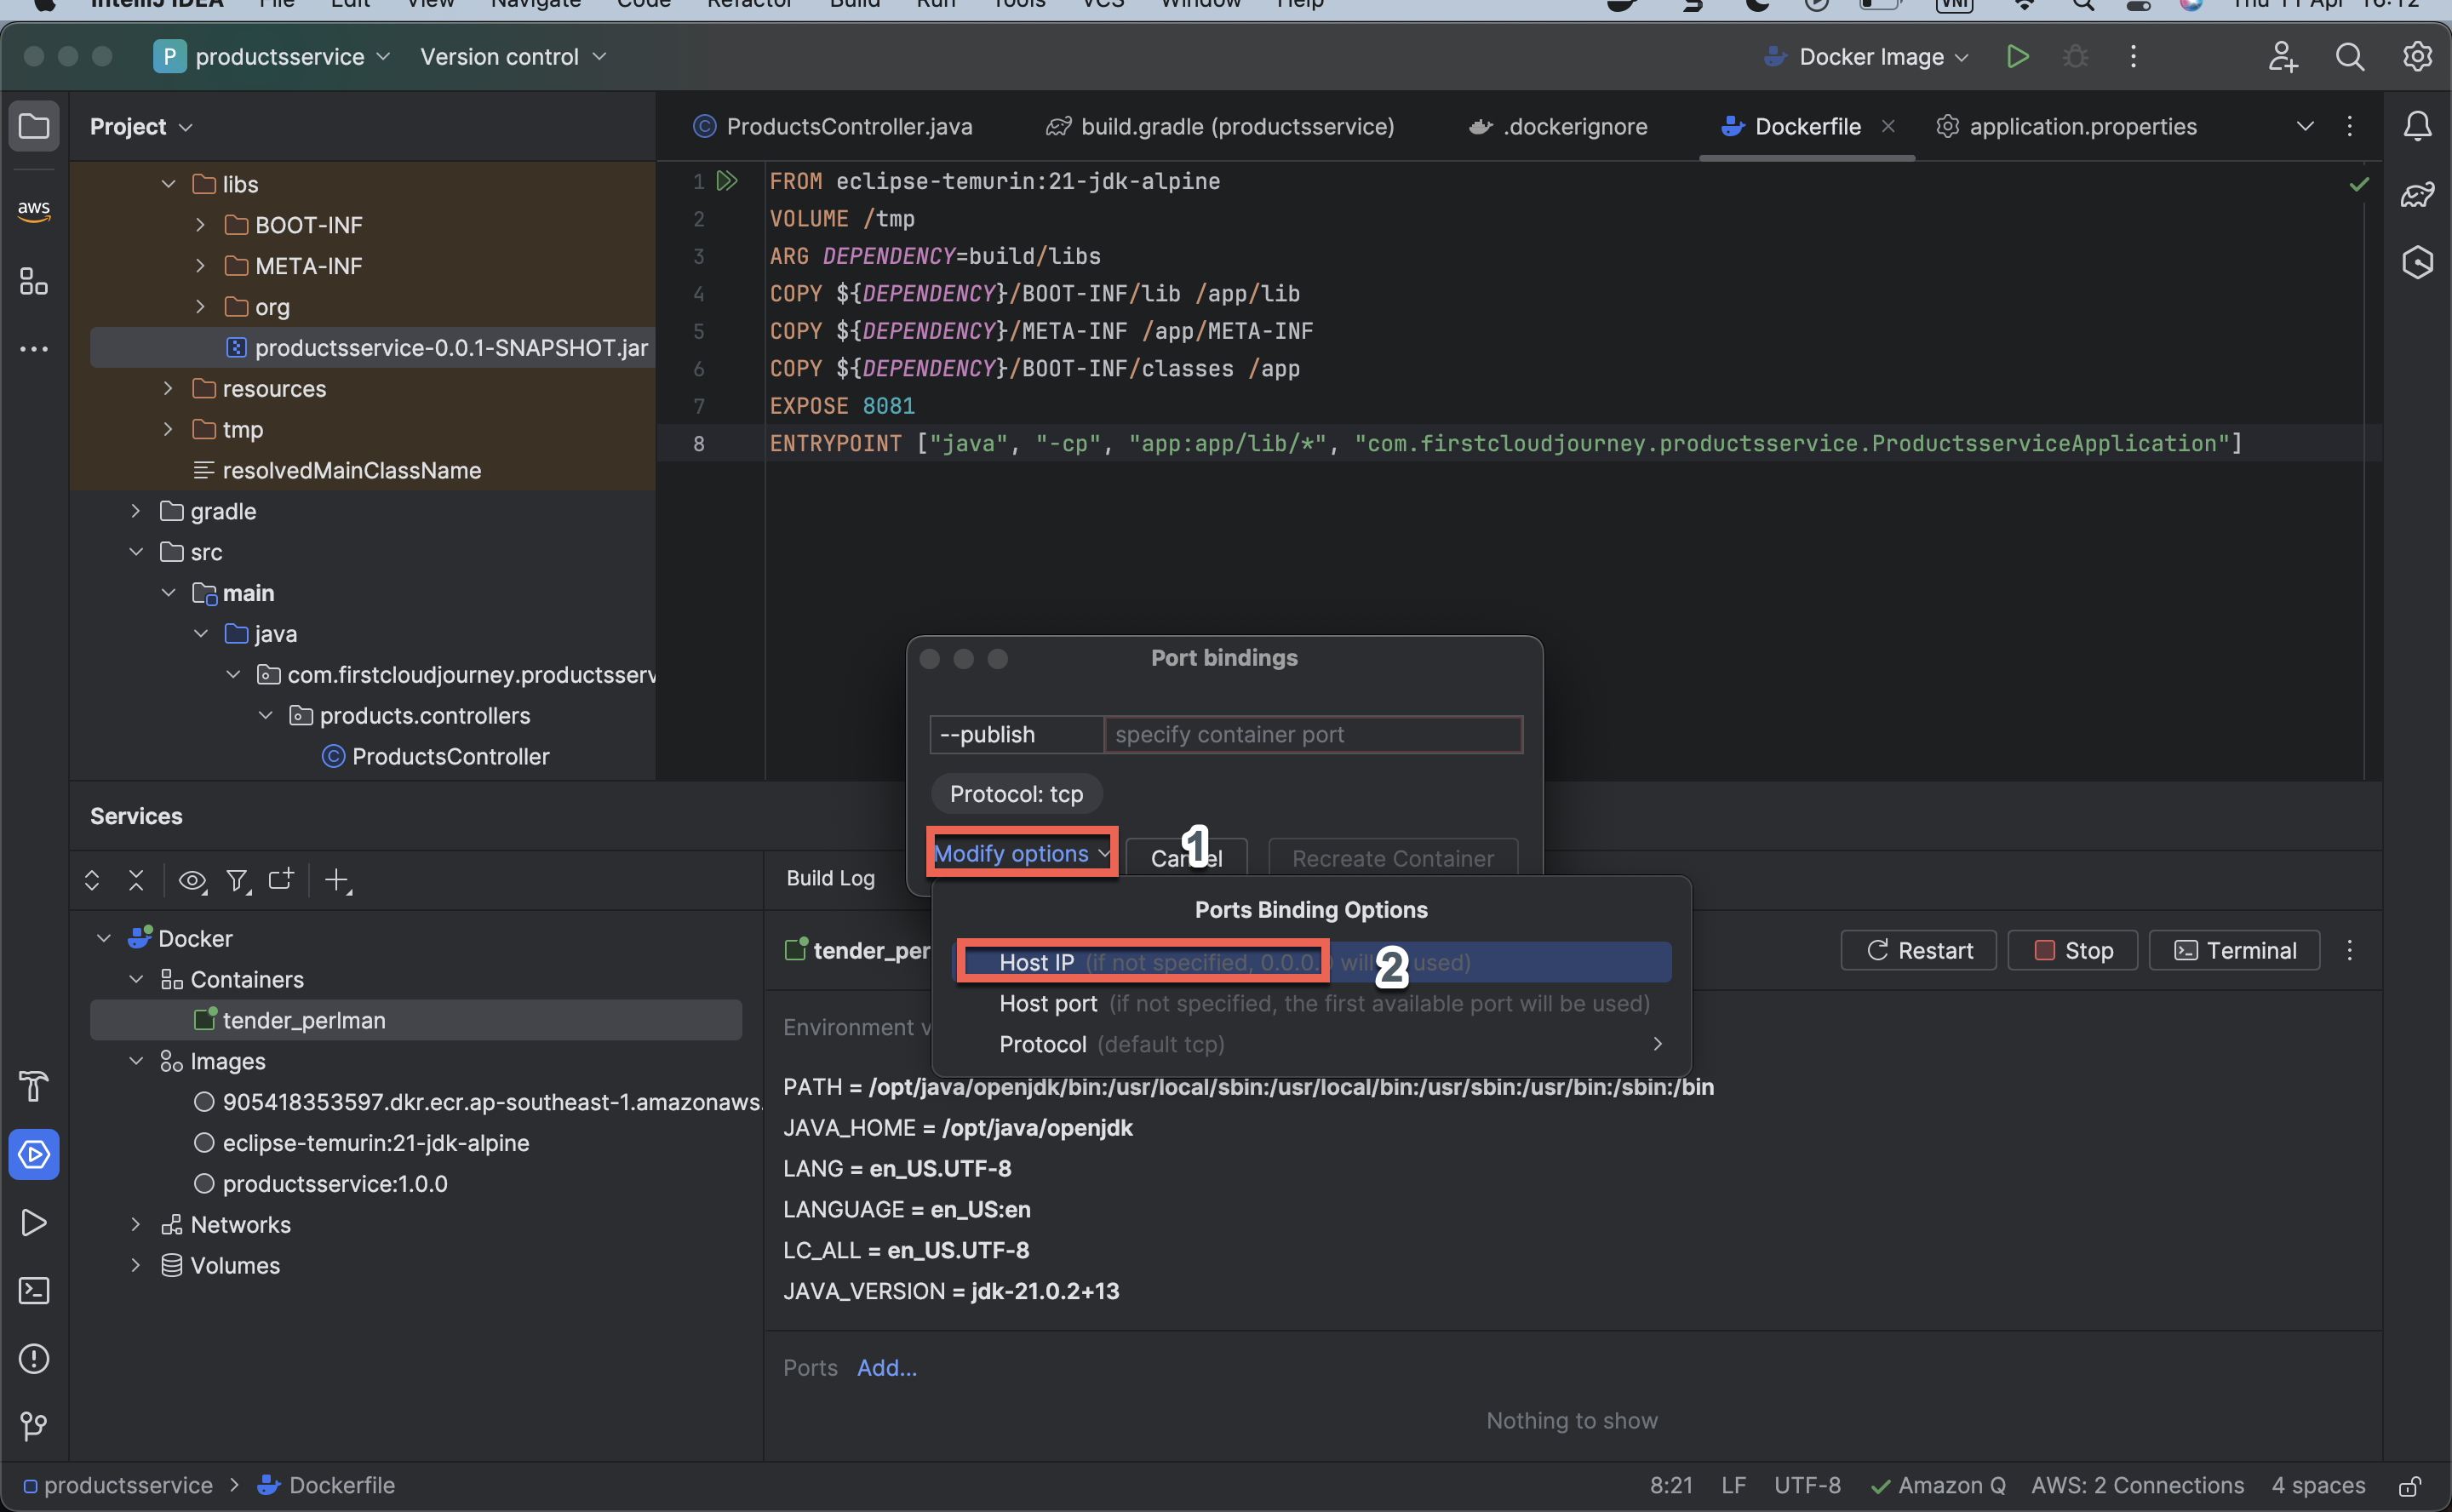 IntelliJ IDEA File Edit View Navigate Code Refactor Build Run Tools VCS Window Help VNI Thu 11 Apr 16:12
P productsservice Version control Docker Image
Project
ProductsController.java build.gradle (productsservice) .dockerignore Dockerfile application.properties
aws
libs
BOOT-INF
META-INF
org
productsservice-0.0.1-SNAPSHOT.jar
resources
tmp
resolvedMainClassName
gradle
src
main
java
com.firstcloudjourney.productsserv
products.controllers
ProductsController
1 FROM eclipse-temurin:21-jdk-alpine
2 VOLUME /tmp
3 ARG DEPENDENCY=build/libs
4 COPY ${DEPENDENCY}/BOOT-INF/lib /app/lib
5 COPY ${DEPENDENCY}/META-INF /app/META-INF
6 COPY ${DEPENDENCY}/BOOT-INF/classes /app
7 EXPOSE 8081
8 ENTRYPOINT ["java", "-cp", "app:app/lib/*", "com.firstcloudjourney.productsservice.ProductsserviceApplication"]
Port bindings
--publish specify container port
Protocol: tcp
Modify options 1 Recreate Container
Ports Binding Options
Host IP (if not specified, 0.0.0. 2 used)
Host port (if not specified, the first available port will be used)
Protocol (default tcp)
Services
Docker
Containers
tender_perlman
Images
905418353597.dkr.ecr.ap-southeast-1.amazonaws.
eclipse-temurin:21-jdk-alpine
productsservice:1.0.0
Networks
Volumes
Build Log
tender_per
Restart Stop Terminal
Environment v
PATH = /opt/java/openjdk/bin:/usr/local/sbin:/usr/local/bin:/usr/sbin:/usr/bin:/sbin:/bin
JAVA_HOME = /opt/java/openjdk
LANG = en_US.UTF-8
LANGUAGE = en_US:en
LC_ALL = en_US.UTF-8
JAVA_VERSION = jdk-21.0.2+13
Ports Add...
Nothing to show
productsservice > Dockerfile
8:21 LF UTF-8 Amazon Q AWS: 2 Connections 4 spaces